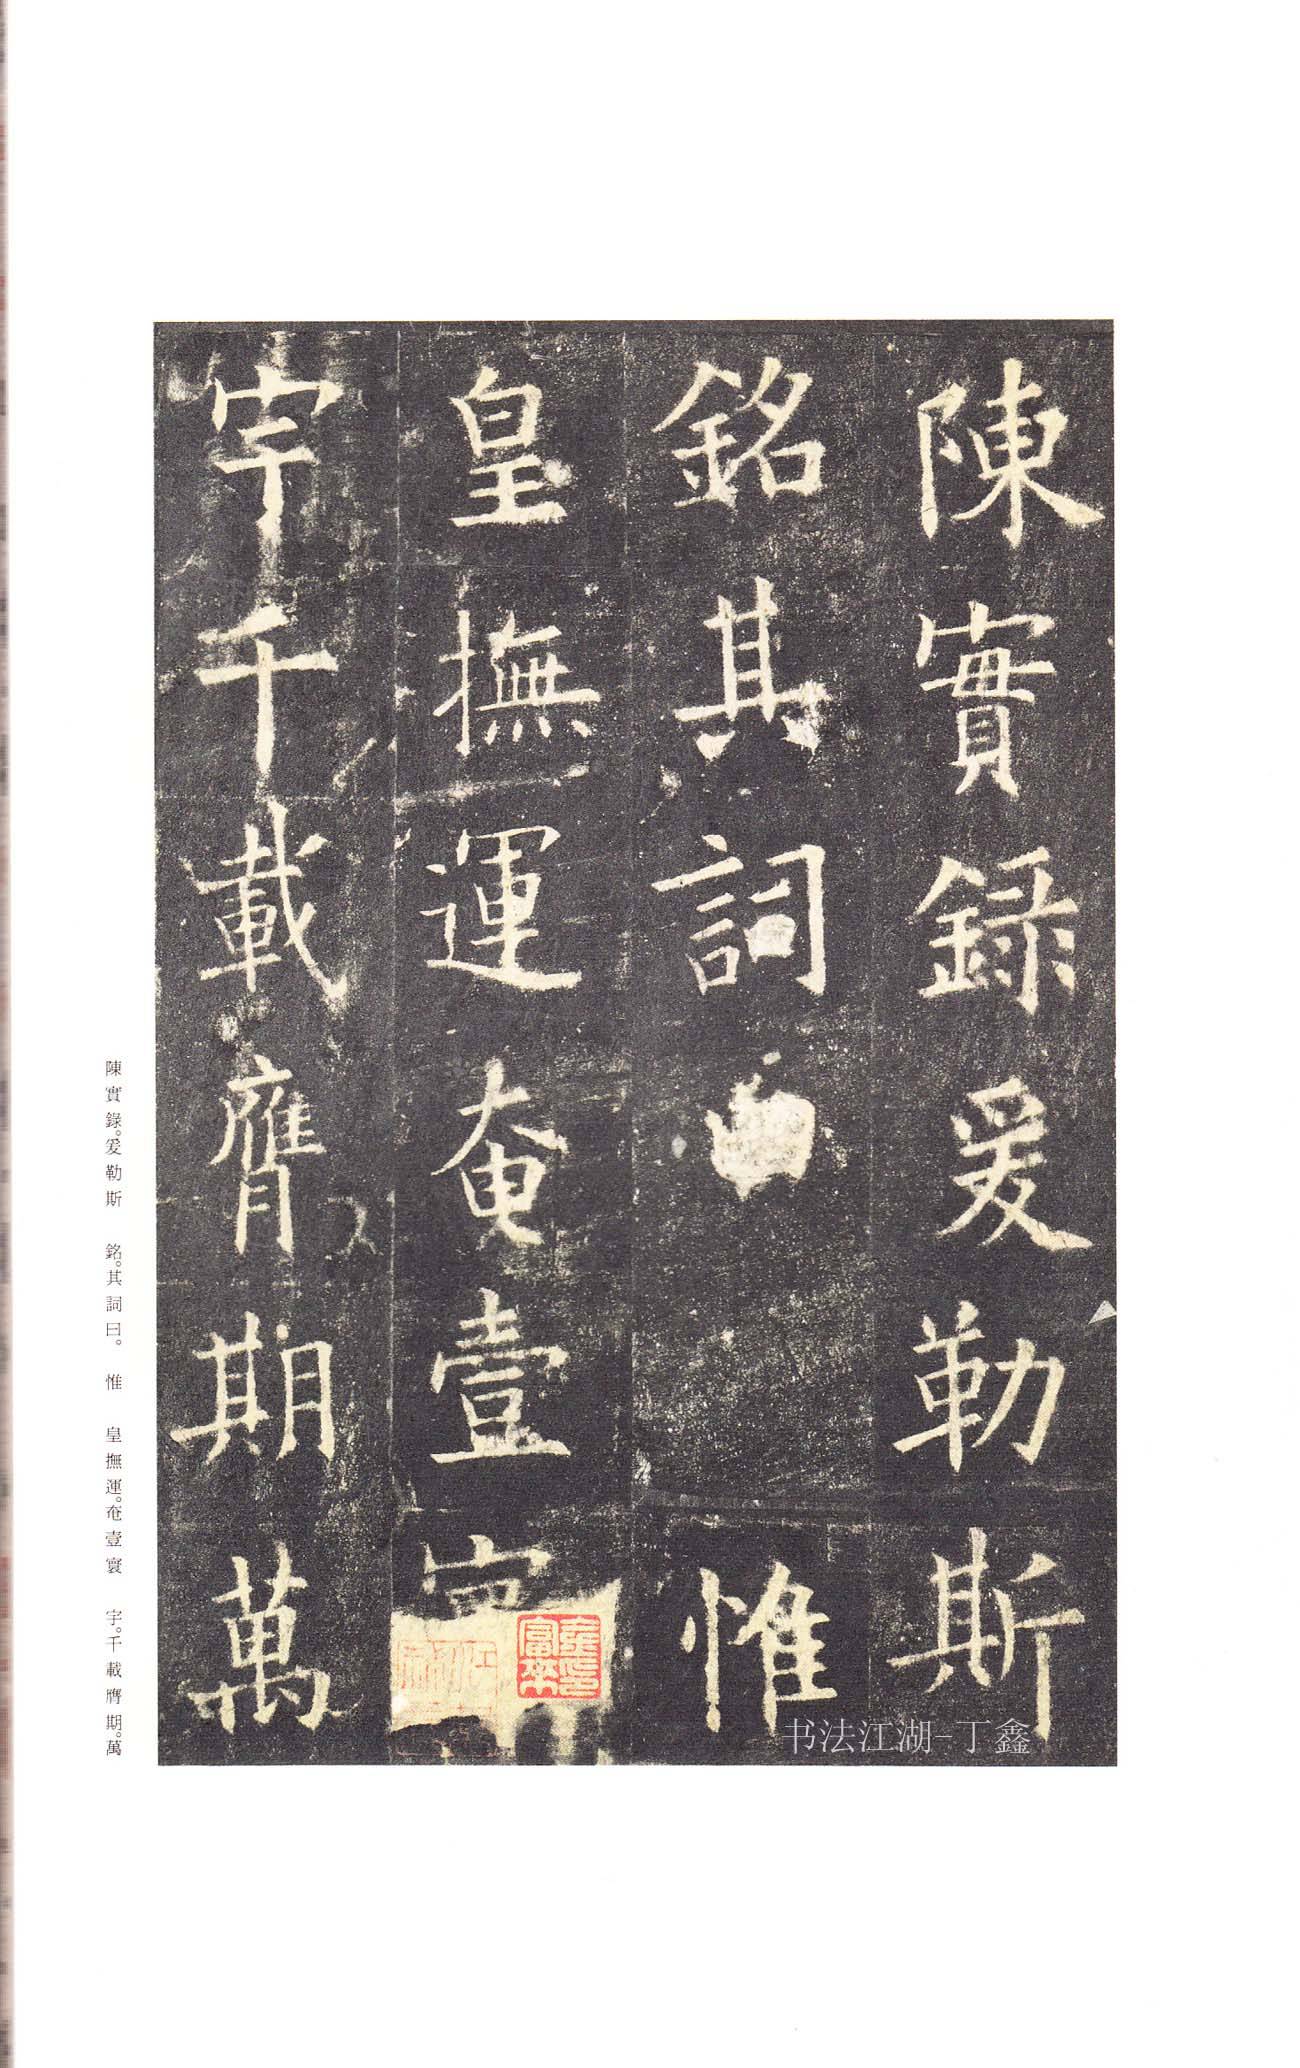 陳實錄爰勒斯
銘其詞曰惟
皇撫運奄壹寰
宇千載膺期萬
陳實錄。爰勒斯　銘。其詞曰。　惟　皇撫運。奄壹寰　宇。千載膺期。萬
书法江湖-丁鑫